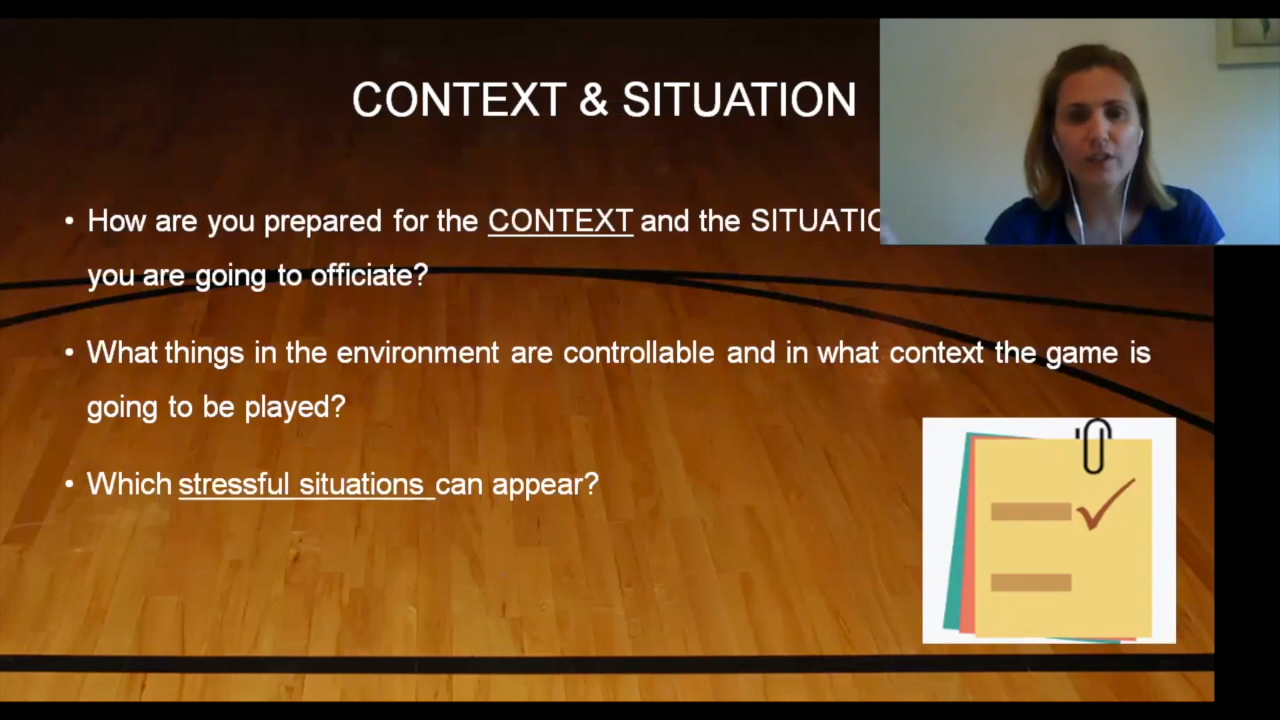 CONTEXT & SITUATION
• How are you prepared for the CONTEXT and the
you are going to officiate?
• What things in the environment are controllable and in what context the game is
going to be played?
• Which stressful situations can appear?